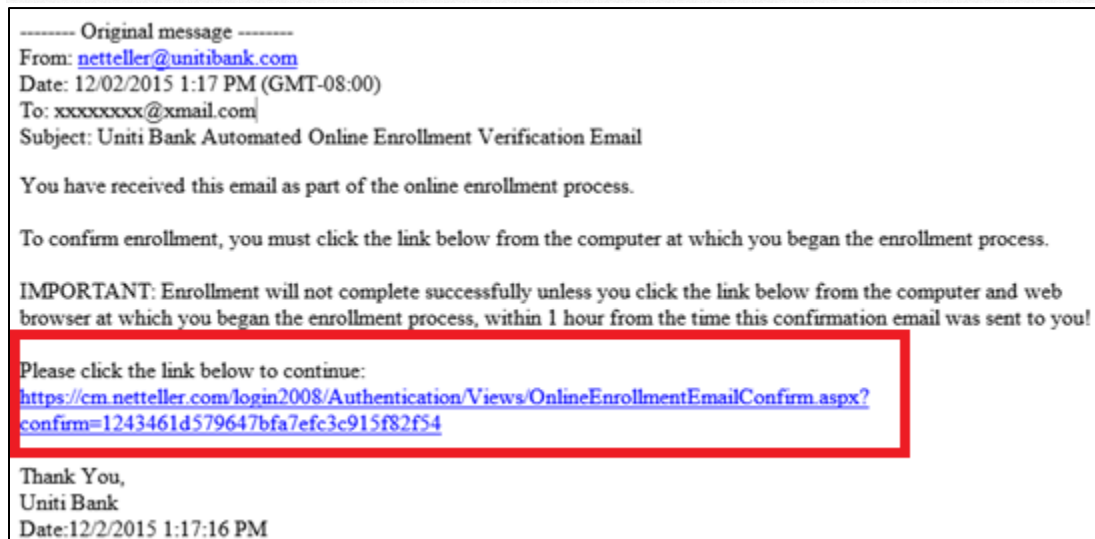 -------- Original message --------
From: netteller@unitibank.com
Date: 12/02/2015 1:17 PM (GMT-08:00)
To: xxxxxxxx@xmail.com
Subject: Uniti Bank Automated Online Enrollment Verification Email
You have received this email as part of the online enrollment process.
To confirm enrollment, you must click the link below from the computer at which you began the enrollment process.
IMPORTANT: Enrollment will not complete successfully unless you click the link below from the computer and web
browser at which you began the enrollment process, within 1 hour from the time this confirmation email was sent to you!
Please click the link below to continue:
https://cm.netteller.com/login2008/Authentication/Views/OnlineEnrollmentEmailConfirm.aspx?
confirm=1243461d579647bfa7efc3c915f82f54
Thank You,
Uniti Bank
Date:12/2/2015 1:17:16 PM